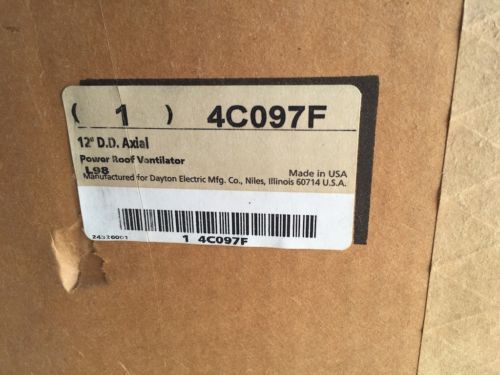 ( 1 ) 4C097F
12" D.D. Axial
Power Roof Ventilator
L98 Made in USA
Manufactured for Dayton Electric Mfg. Co., Niles, Illinois 60714 U.S.A.
24526001 1 4C097F